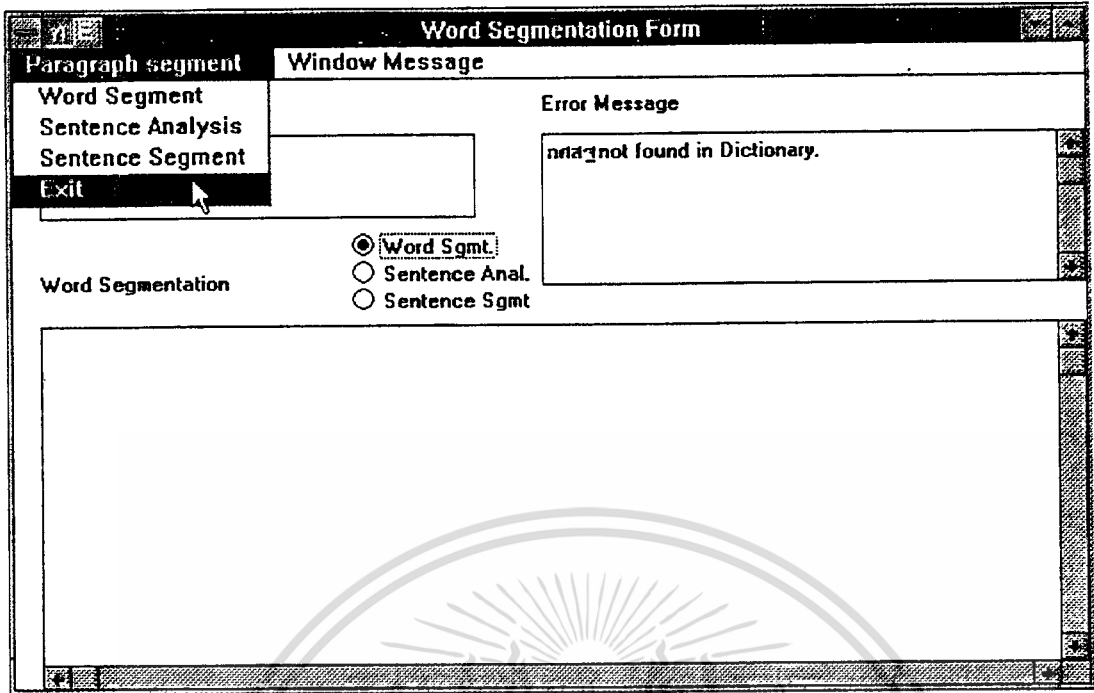 Word Segmentation Form
Paragraph segment Window Message
Word Segment
Sentence Analysis
Sentence Segment
Exit
Error Message
not found in Dictionary.
Word Sgmt.
Sentence Anal.
Sentence Sgmt
Word Segmentation